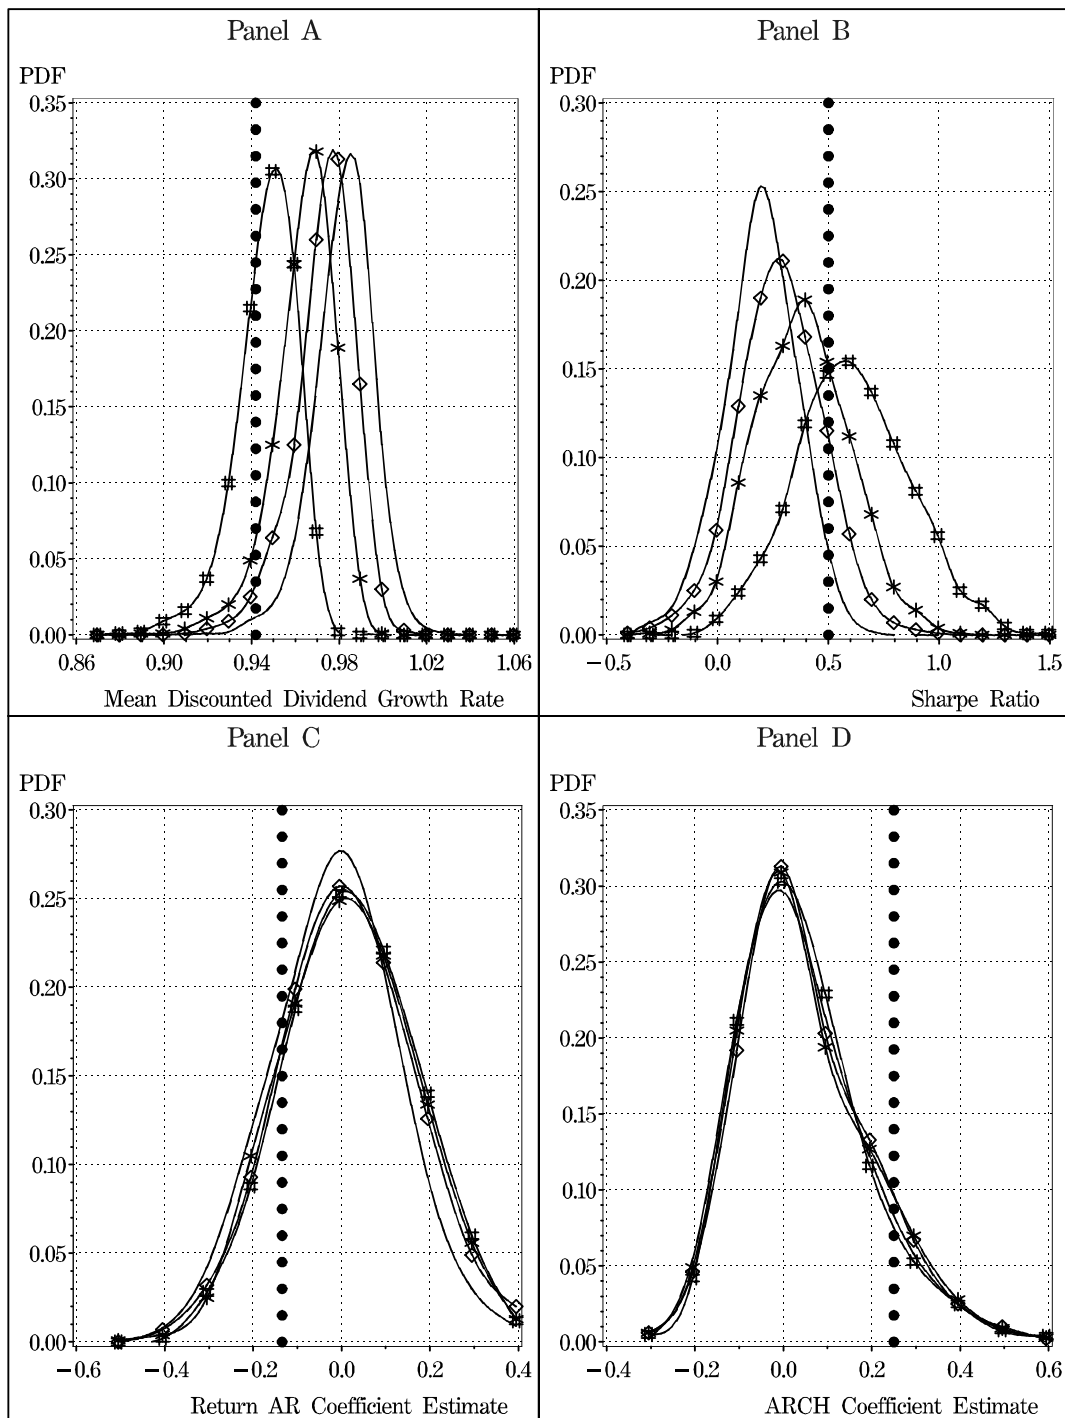 Panel A
PDF
0.35
0.30
0.25
0.20
0.15
0.10
0.05
0.00
0.86 0.90 0.94 0.98 1.02 1.06
Mean Discounted Dividend Growth Rate
Panel B
PDF
0.30
0.25
0.20
0.15
0.10
0.05
0.00
−0.5 0.0 0.5 1.0 1.5
Sharpe Ratio
Panel C
PDF
0.30
0.25
0.20
0.15
0.10
0.05
0.00
−0.6 −0.4 −0.2 0.0 0.2 0.4
Return AR Coefficient Estimate
Panel D
PDF
0.35
0.30
0.25
0.20
0.15
0.10
0.05
0.00
−0.4 −0.2 0.0 0.2 0.4 0.6
ARCH Coefficient Estimate